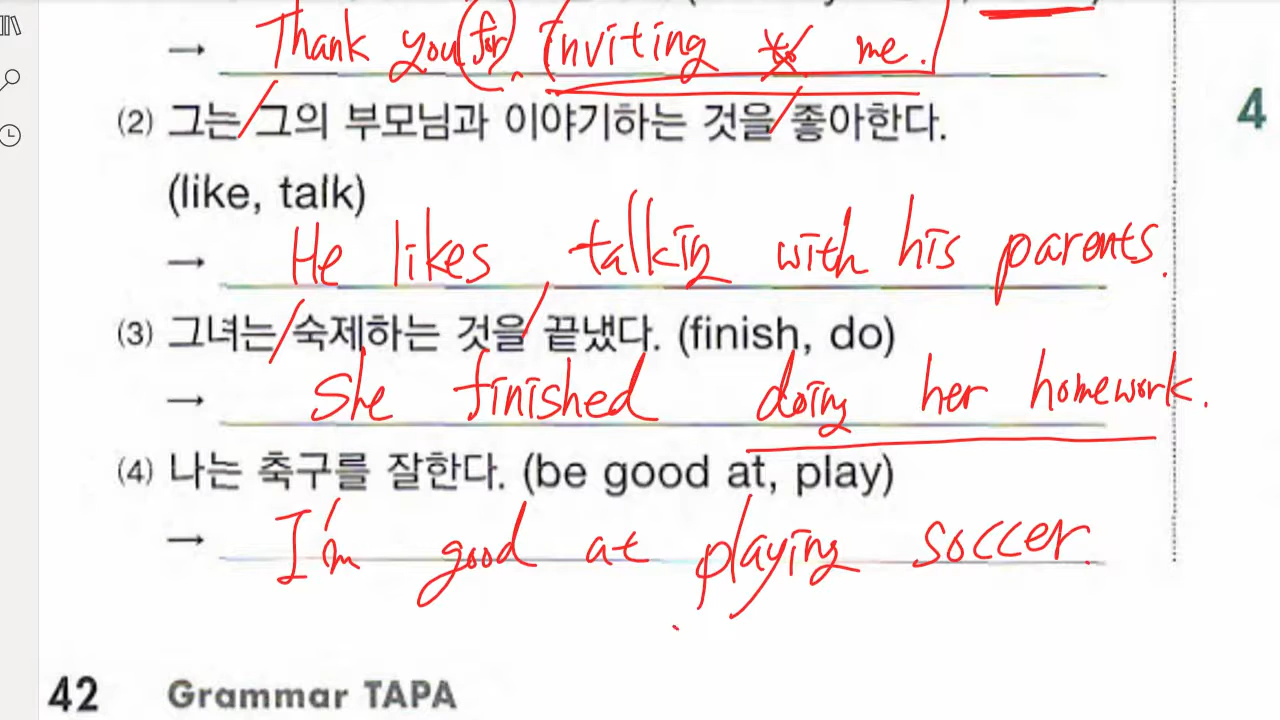 → Thank you for inviting to me.
(2) 그는/그의 부모님과 이야기하는 것을/좋아한다.
4
(like, talk)
→ He likes talking with his parents.
(3) 그녀는/숙제하는 것을/끝냈다. (finish, do)
→ She finished doing her homework.
(4) 나는 축구를 잘한다. (be good at, play)
→ I'm good at playing soccer.
42 Grammar TAPA